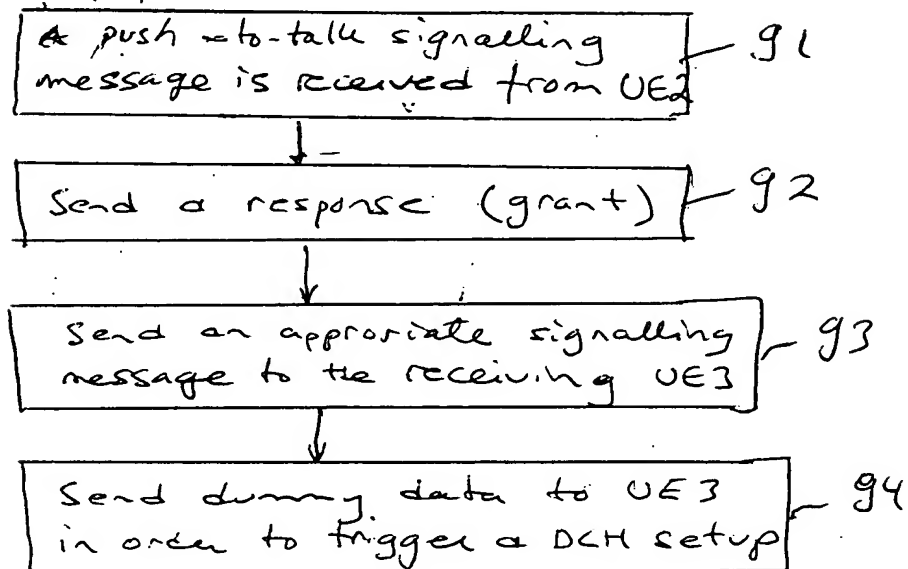 A push-to-talk signalling
message is received from UE2
91
Send a response (grant)
92
Send an approriate signalling
message to the receiving UE3
93
Send dummy data to UE3
in order to trigger a DCH setup
94